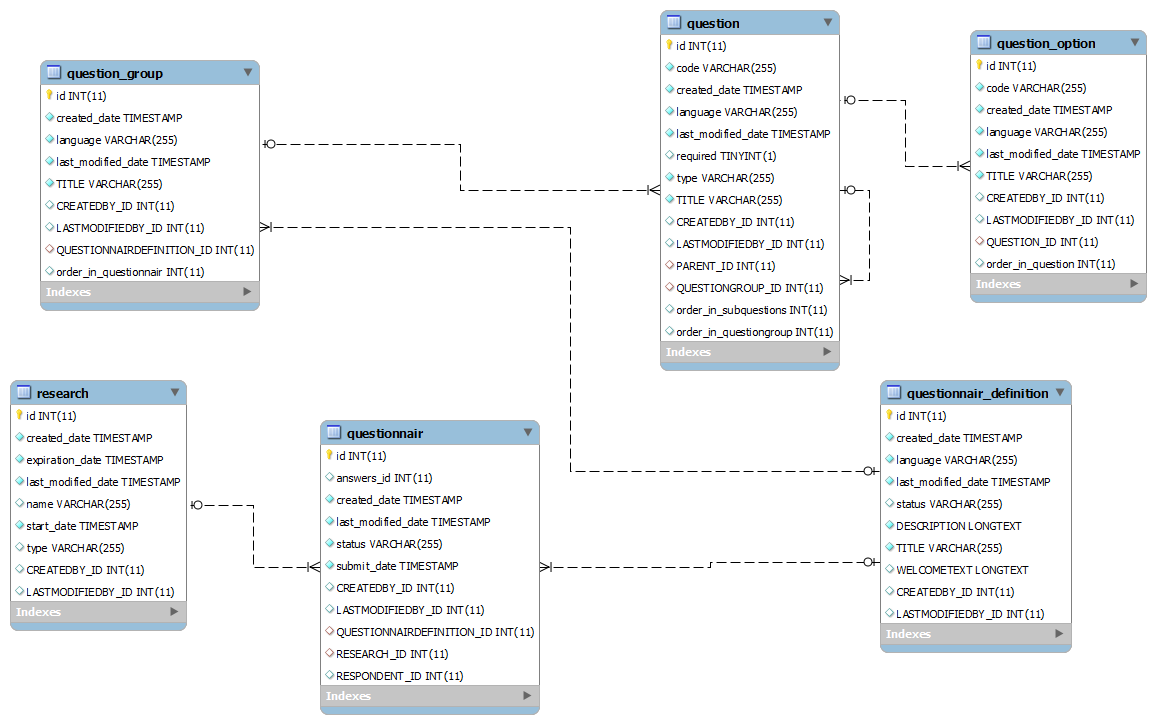 question_group
id INT(11)
created_date TIMESTAMP
language VARCHAR(255)
last_modified_date TIMESTAMP
TITLE VARCHAR(255)
CREATEDBY_ID INT(11)
LASTMODIFIEDBY_ID INT(11)
QUESTIONNAIRDEFINITION_ID INT(11)
order_in_questionnair INT(11)
Indexes
question
id INT(11)
code VARCHAR(255)
created_date TIMESTAMP
language VARCHAR(255)
last_modified_date TIMESTAMP
required TINYINT(1)
type VARCHAR(255)
TITLE VARCHAR(255)
CREATEDBY_ID INT(11)
LASTMODIFIEDBY_ID INT(11)
PARENT_ID INT(11)
QUESTIONGROUP_ID INT(11)
order_in_subquestions INT(11)
order_in_questiongroup INT(11)
Indexes
question_option
id INT(11)
code VARCHAR(255)
created_date TIMESTAMP
language VARCHAR(255)
last_modified_date TIMESTAMP
TITLE VARCHAR(255)
CREATEDBY_ID INT(11)
LASTMODIFIEDBY_ID INT(11)
QUESTION_ID INT(11)
order_in_question INT(11)
Indexes
research
id INT(11)
created_date TIMESTAMP
expiration_date TIMESTAMP
last_modified_date TIMESTAMP
name VARCHAR(255)
start_date TIMESTAMP
type VARCHAR(255)
CREATEDBY_ID INT(11)
LASTMODIFIEDBY_ID INT(11)
Indexes
questionnair
id INT(11)
answers_id INT(11)
created_date TIMESTAMP
last_modified_date TIMESTAMP
status VARCHAR(255)
submit_date TIMESTAMP
CREATEDBY_ID INT(11)
LASTMODIFIEDBY_ID INT(11)
QUESTIONNAIRDEFINITION_ID INT(11)
RESEARCH_ID INT(11)
RESPONDENT_ID INT(11)
Indexes
questionnair_definition
id INT(11)
created_date TIMESTAMP
language VARCHAR(255)
last_modified_date TIMESTAMP
status VARCHAR(255)
DESCRIPTION LONGTEXT
TITLE VARCHAR(255)
WELCOMETEXT LONGTEXT
CREATEDBY_ID INT(11)
LASTMODIFIEDBY_ID INT(11)
Indexes